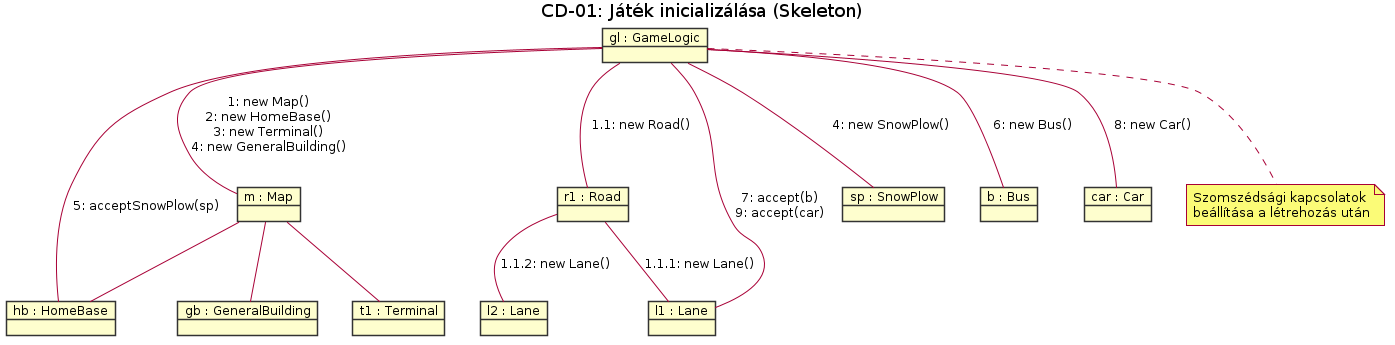 CD-01: Játék inicializálása (Skeleton)
gl : GameLogic
1: new Map()
2: new HomeBase()
3: new Terminal()
4: new GeneralBuilding()
1.1: new Road()
4: new SnowPlow()
6: new Bus()
8: new Car()
5: acceptSnowPlow(sp)
m : Map
r1 : Road
7: accept(b)
9: accept(car)
sp : SnowPlow
b : Bus
car : Car
Szomszédsági kapcsolatok
beállítása a létrehozás után
1.1.2: new Lane()
1.1.1: new Lane()
hb : HomeBase
gb : GeneralBuilding
t1 : Terminal
l2 : Lane
l1 : Lane